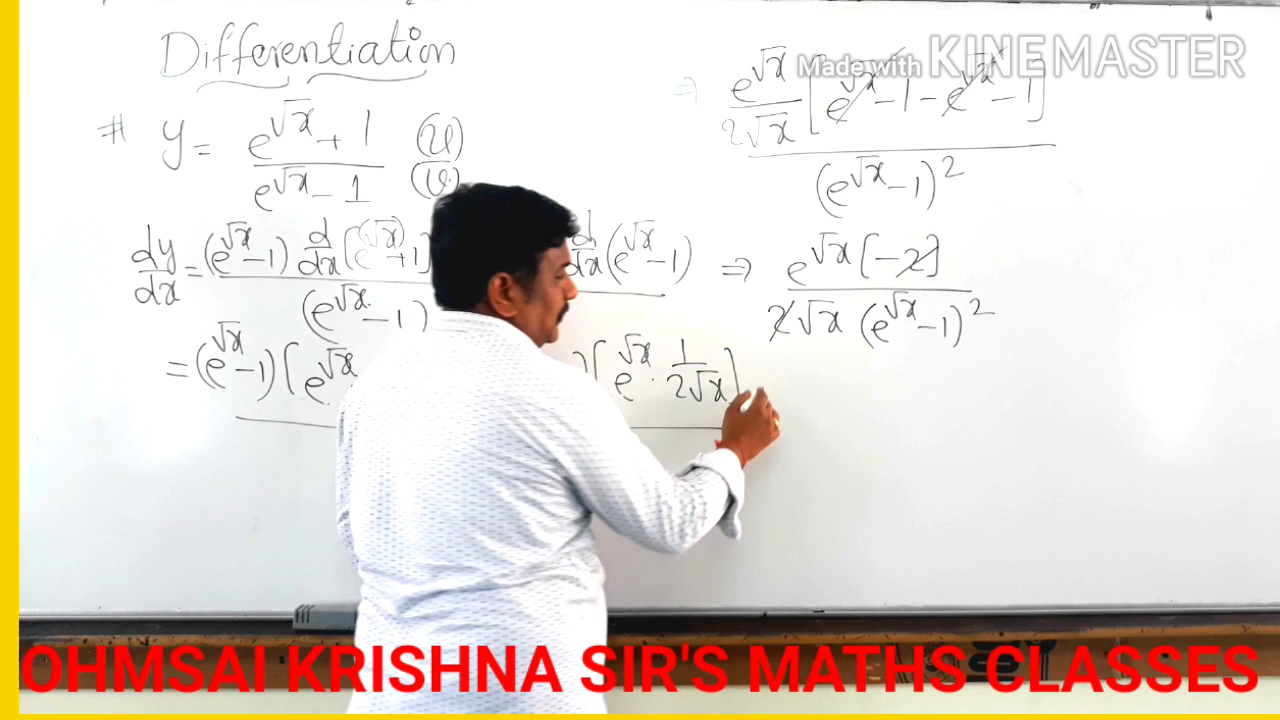 Differentiation
# y = e^√x + 1 / e^√x - 1 (u) / (v)
dy/dx = (e^√x - 1) d/dx [e^(√x) + 1] d/dx (e^√x - 1) / (e^√x - 1)
= (e^√x - 1) [e^√x ) [e^√x · 1/2√x]
⇒ e^√x / 2√x [e^√x - 1 - e^√x - 1] / (e^√x - 1)^2
⇒ e^√x [-2] / 2√x (e^√x - 1)^2
Made with KINEMASTER
OHMSAI KRISHNA SIR'S MATHS CLASSES